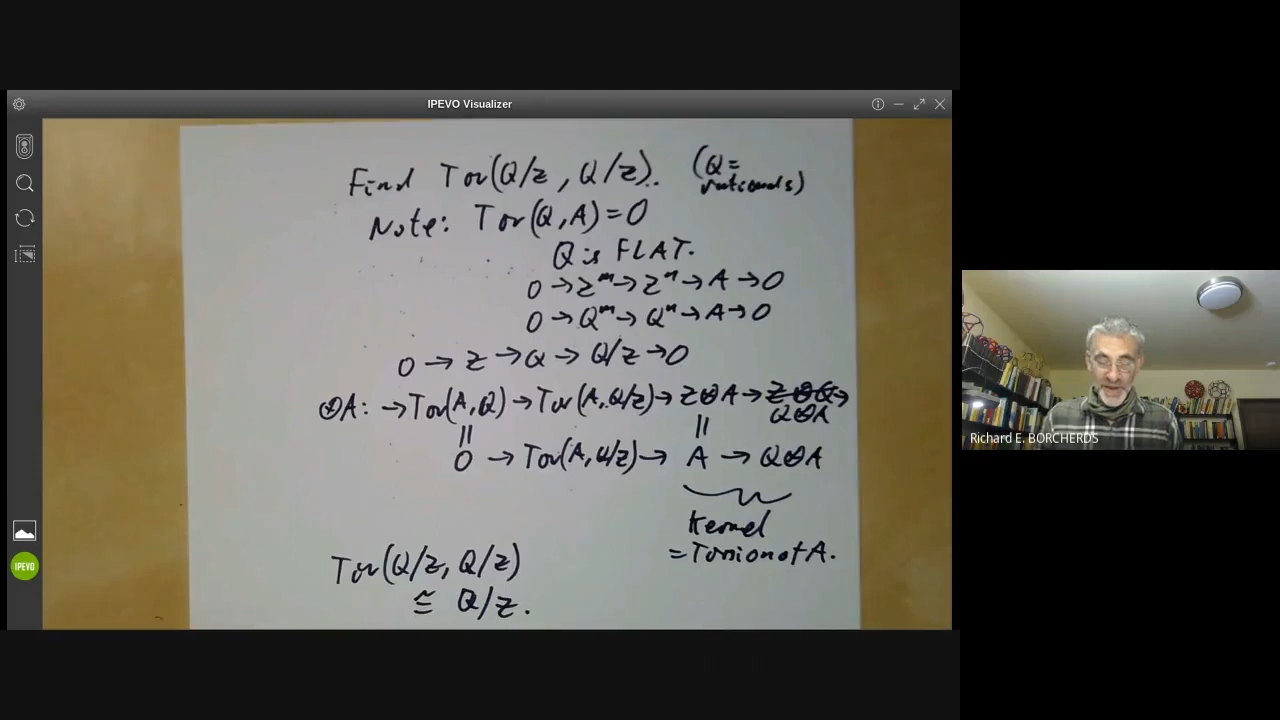 IPEVO Visualizer
Find Tor(Q/Z, Q/Z). (Q = rationals)
Note: Tor(Q, A) = 0
Q is FLAT.
0 → Z^m → Z^n → A → 0
0 → Q^m → Q^n → A → 0
0 → Z → Q → Q/Z → 0
⊗A: → Tor(A, Q) → Tor(A, Q/Z) → Z⊗A → Q⊗A
|| ||
0 → Tor(A, Q/Z) → A → Q⊗A
Kernel
= Torsion of A.
Tor(Q/Z, Q/Z)
≅ Q/Z.
IPEVO
Richard E. BORCHERDS